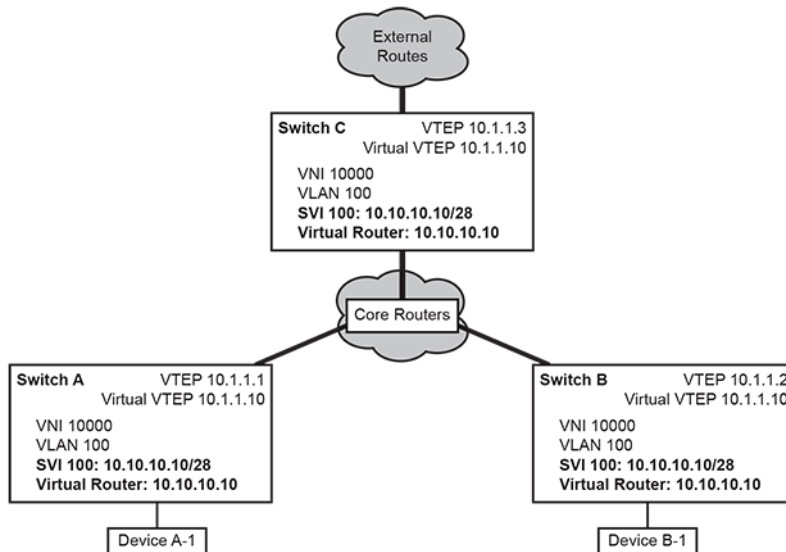 External
Routes
Switch C VTEP 10.1.1.3
Virtual VTEP 10.1.1.10
VNI 10000
VLAN 100
SVI 100: 10.10.10.10/28
Virtual Router: 10.10.10.10
Core Routers
Switch A VTEP 10.1.1.1
Virtual VTEP 10.1.1.10
VNI 10000
VLAN 100
SVI 100: 10.10.10.10/28
Virtual Router: 10.10.10.10
Device A-1
Switch B VTEP 10.1.1.2
Virtual VTEP 10.1.1.10
VNI 10000
VLAN 100
SVI 100: 10.10.10.10/28
Virtual Router: 10.10.10.10
Device B-1